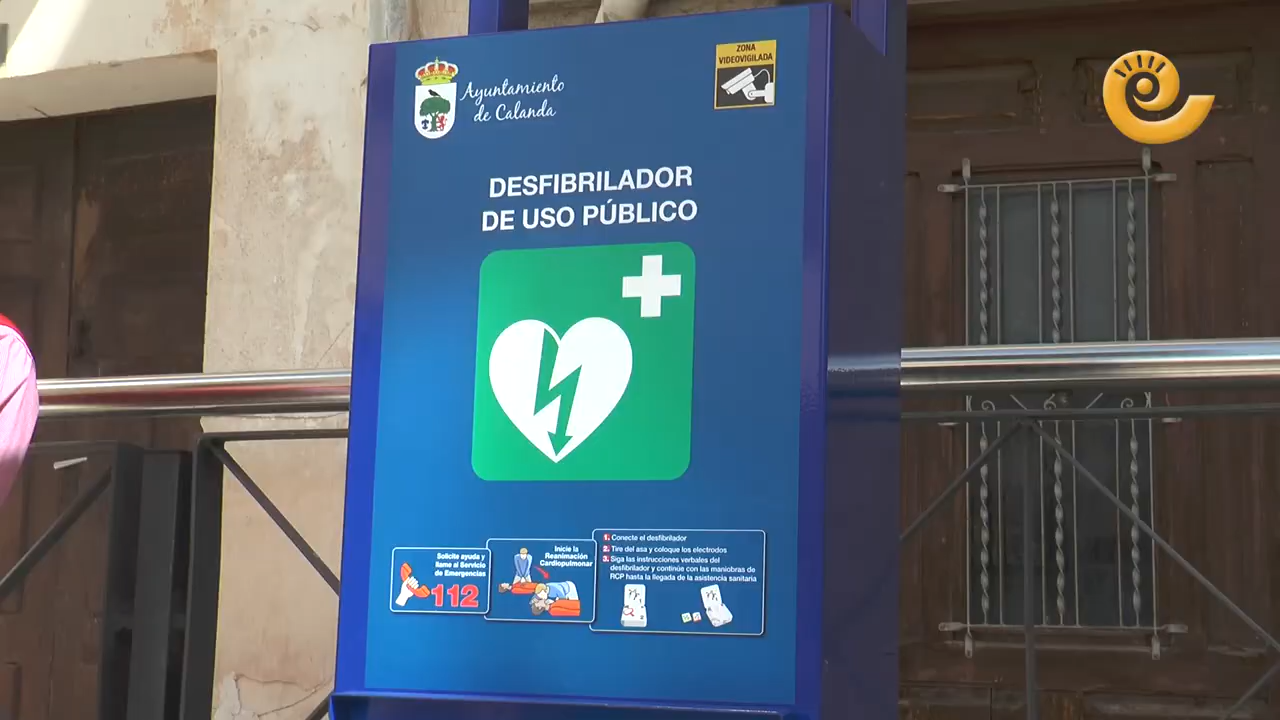 Ayuntamiento
de Calanda
ZONA
VIDEOVIGILADA
DESFIBRILADOR
DE USO PÚBLICO
Solicite ayuda y
llame al Servicio
de Emergencias
112
Inicie la
Reanimación
Cardiopulmonar
1. Conecte el desfibrilador
2. Tire del asa y coloque los electrodos
3. Siga las instrucciones verbales del
desfibrilador y continúe con las maniobras de
RCP hasta la llegada de la asistencia sanitaria